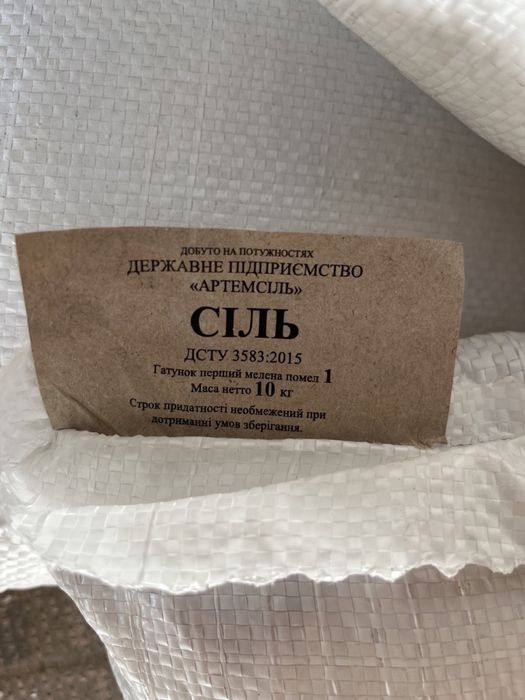 ДОБУТО НА ПОТУЖНОСТЯХ
ДЕРЖАВНЕ ПІДПРИЄМСТВО
«АРТЕМСІЛЬ»
СІЛЬ
ДСТУ 3583:2015
Гатунок перший мелена помел 1
Маса нетто 10 кг
Строк придатності необмежений при
дотриманні умов зберігання.